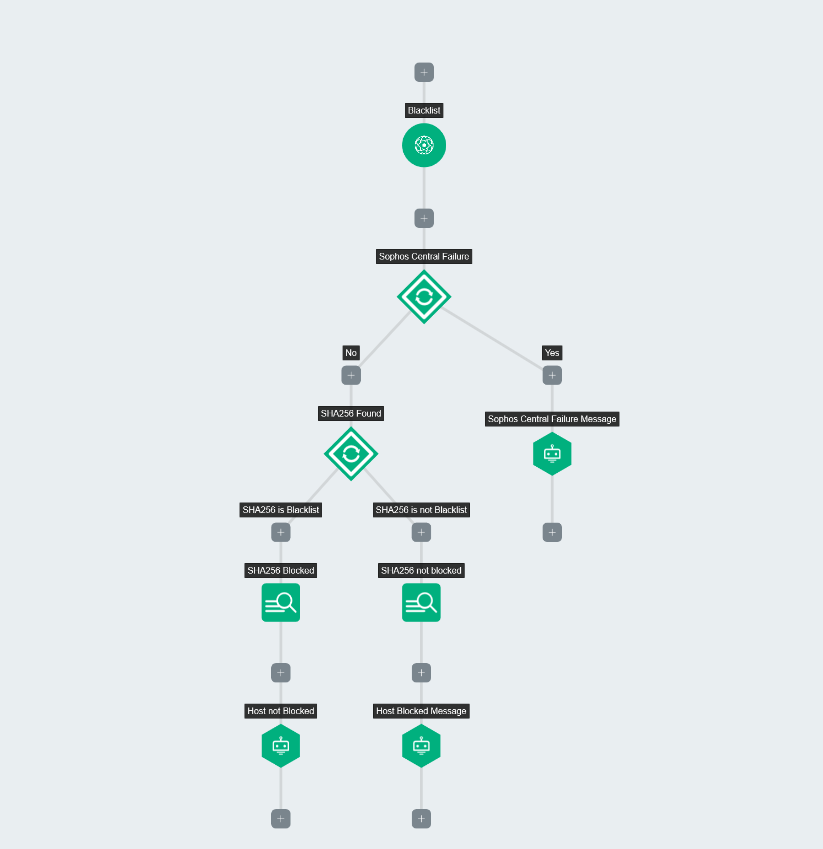 Blacklist
Sophos Central Failure
No
Yes
SHA256 Found
Sophos Central Failure Message
SHA256 is Blacklist
SHA256 is not Blacklist
SHA256 Blocked
SHA256 not blocked
Host not Blocked
Host Blocked Message